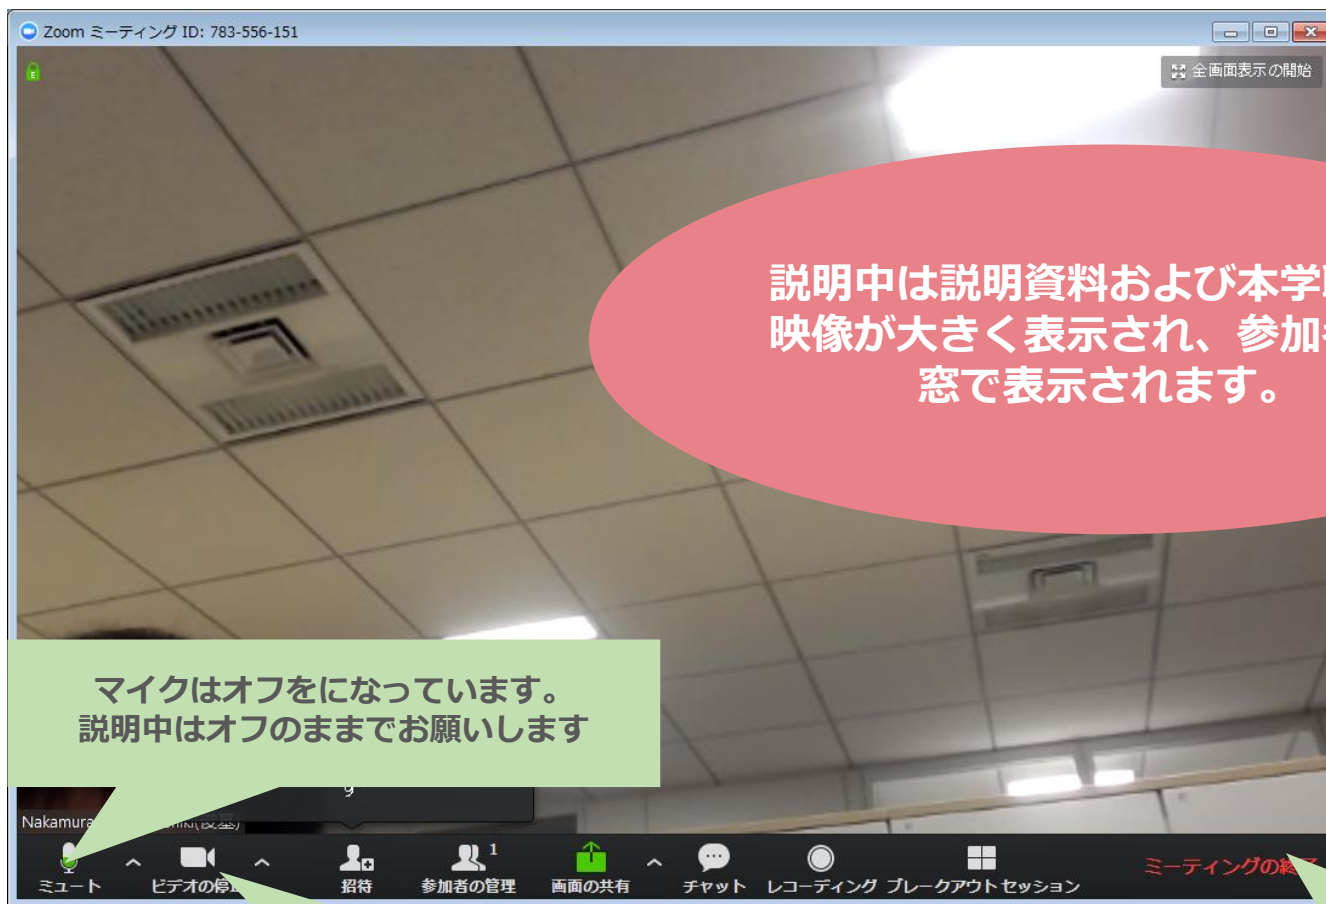 Zoom ミーティング ID: 783-556-151
全画面表示の開始
説明中は説明資料および本学
映像が大きく表示され、参加
窓で表示されます。
マイクはオフをになっています。
説明中はオフのままでお願いします
9
Nakamura
ミュート
ビデオの停
招待
参加者の管理
1
画面の共有
チャット
レコーディング
ブレークアウトセッション
ミーティングの終了